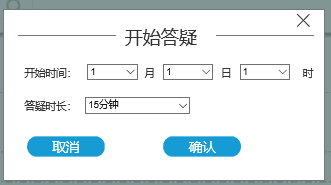 开始答疑
开始时间： 1 月 1 日 1 时
答疑时长： 15分钟
取消 确认